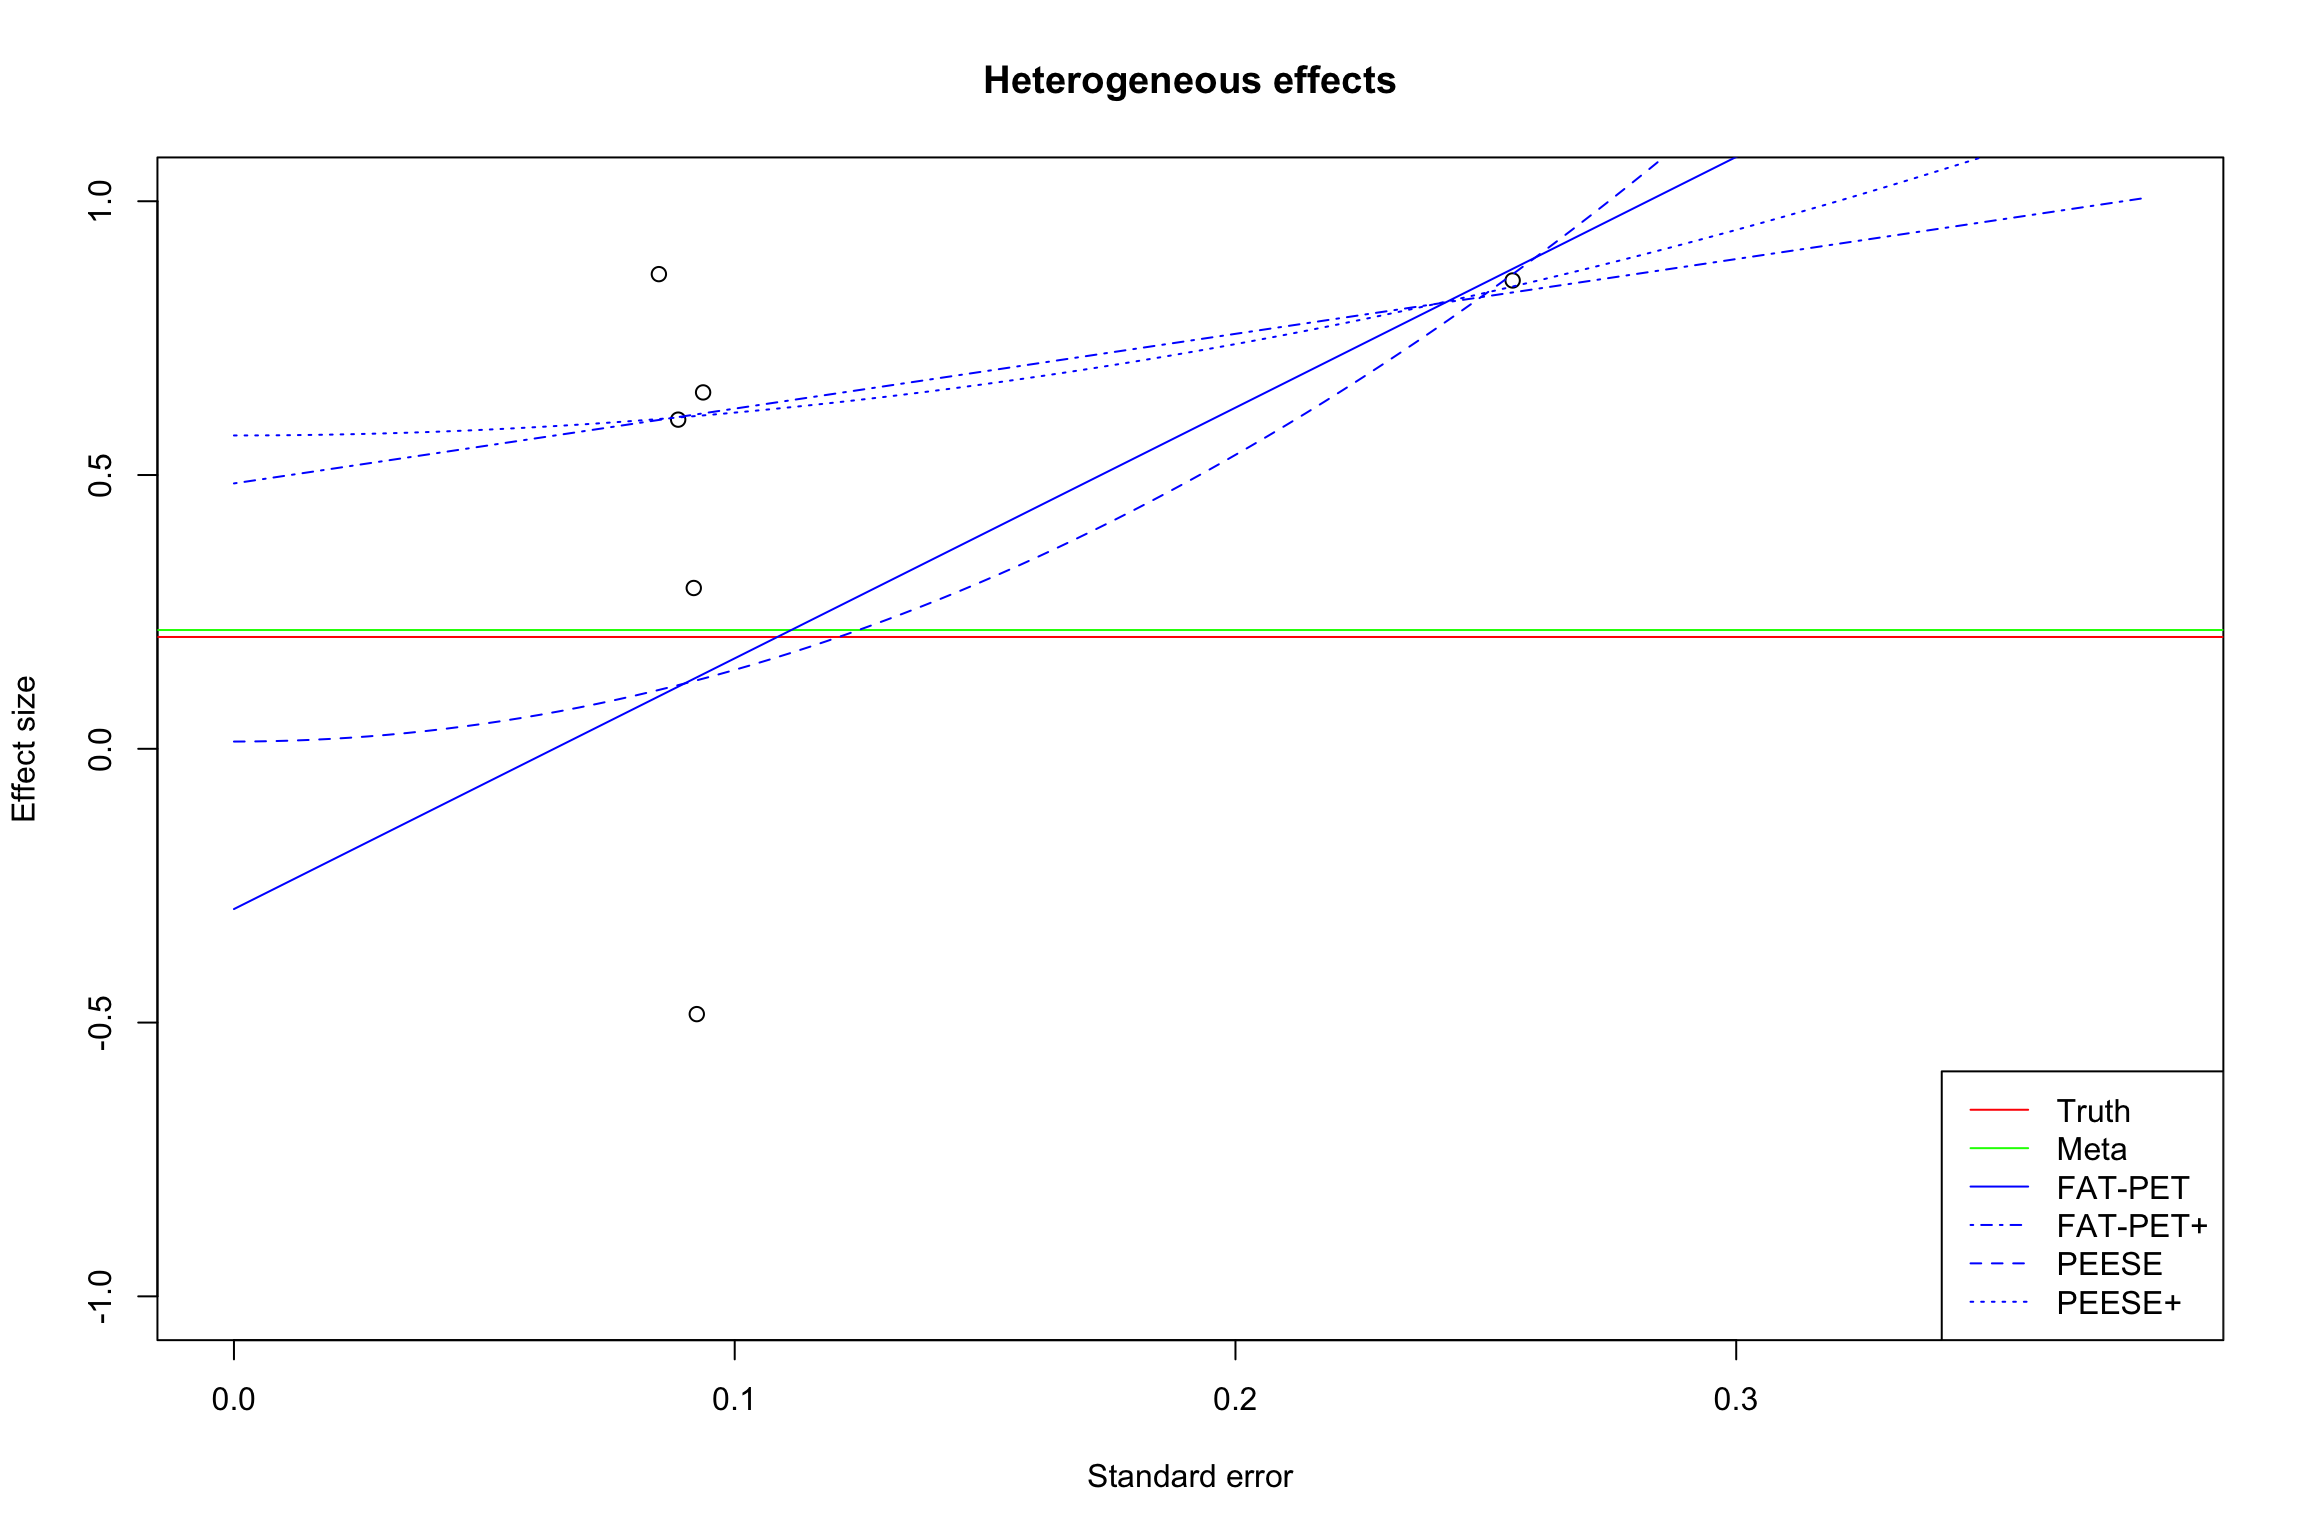 Heterogeneous effects
1.0
0.5
0.0
-0.5
-1.0
Effect size
0.0
0.1
0.2
0.3
Standard error
Truth
Meta
FAT-PET
FAT-PET+
PEESE
PEESE+